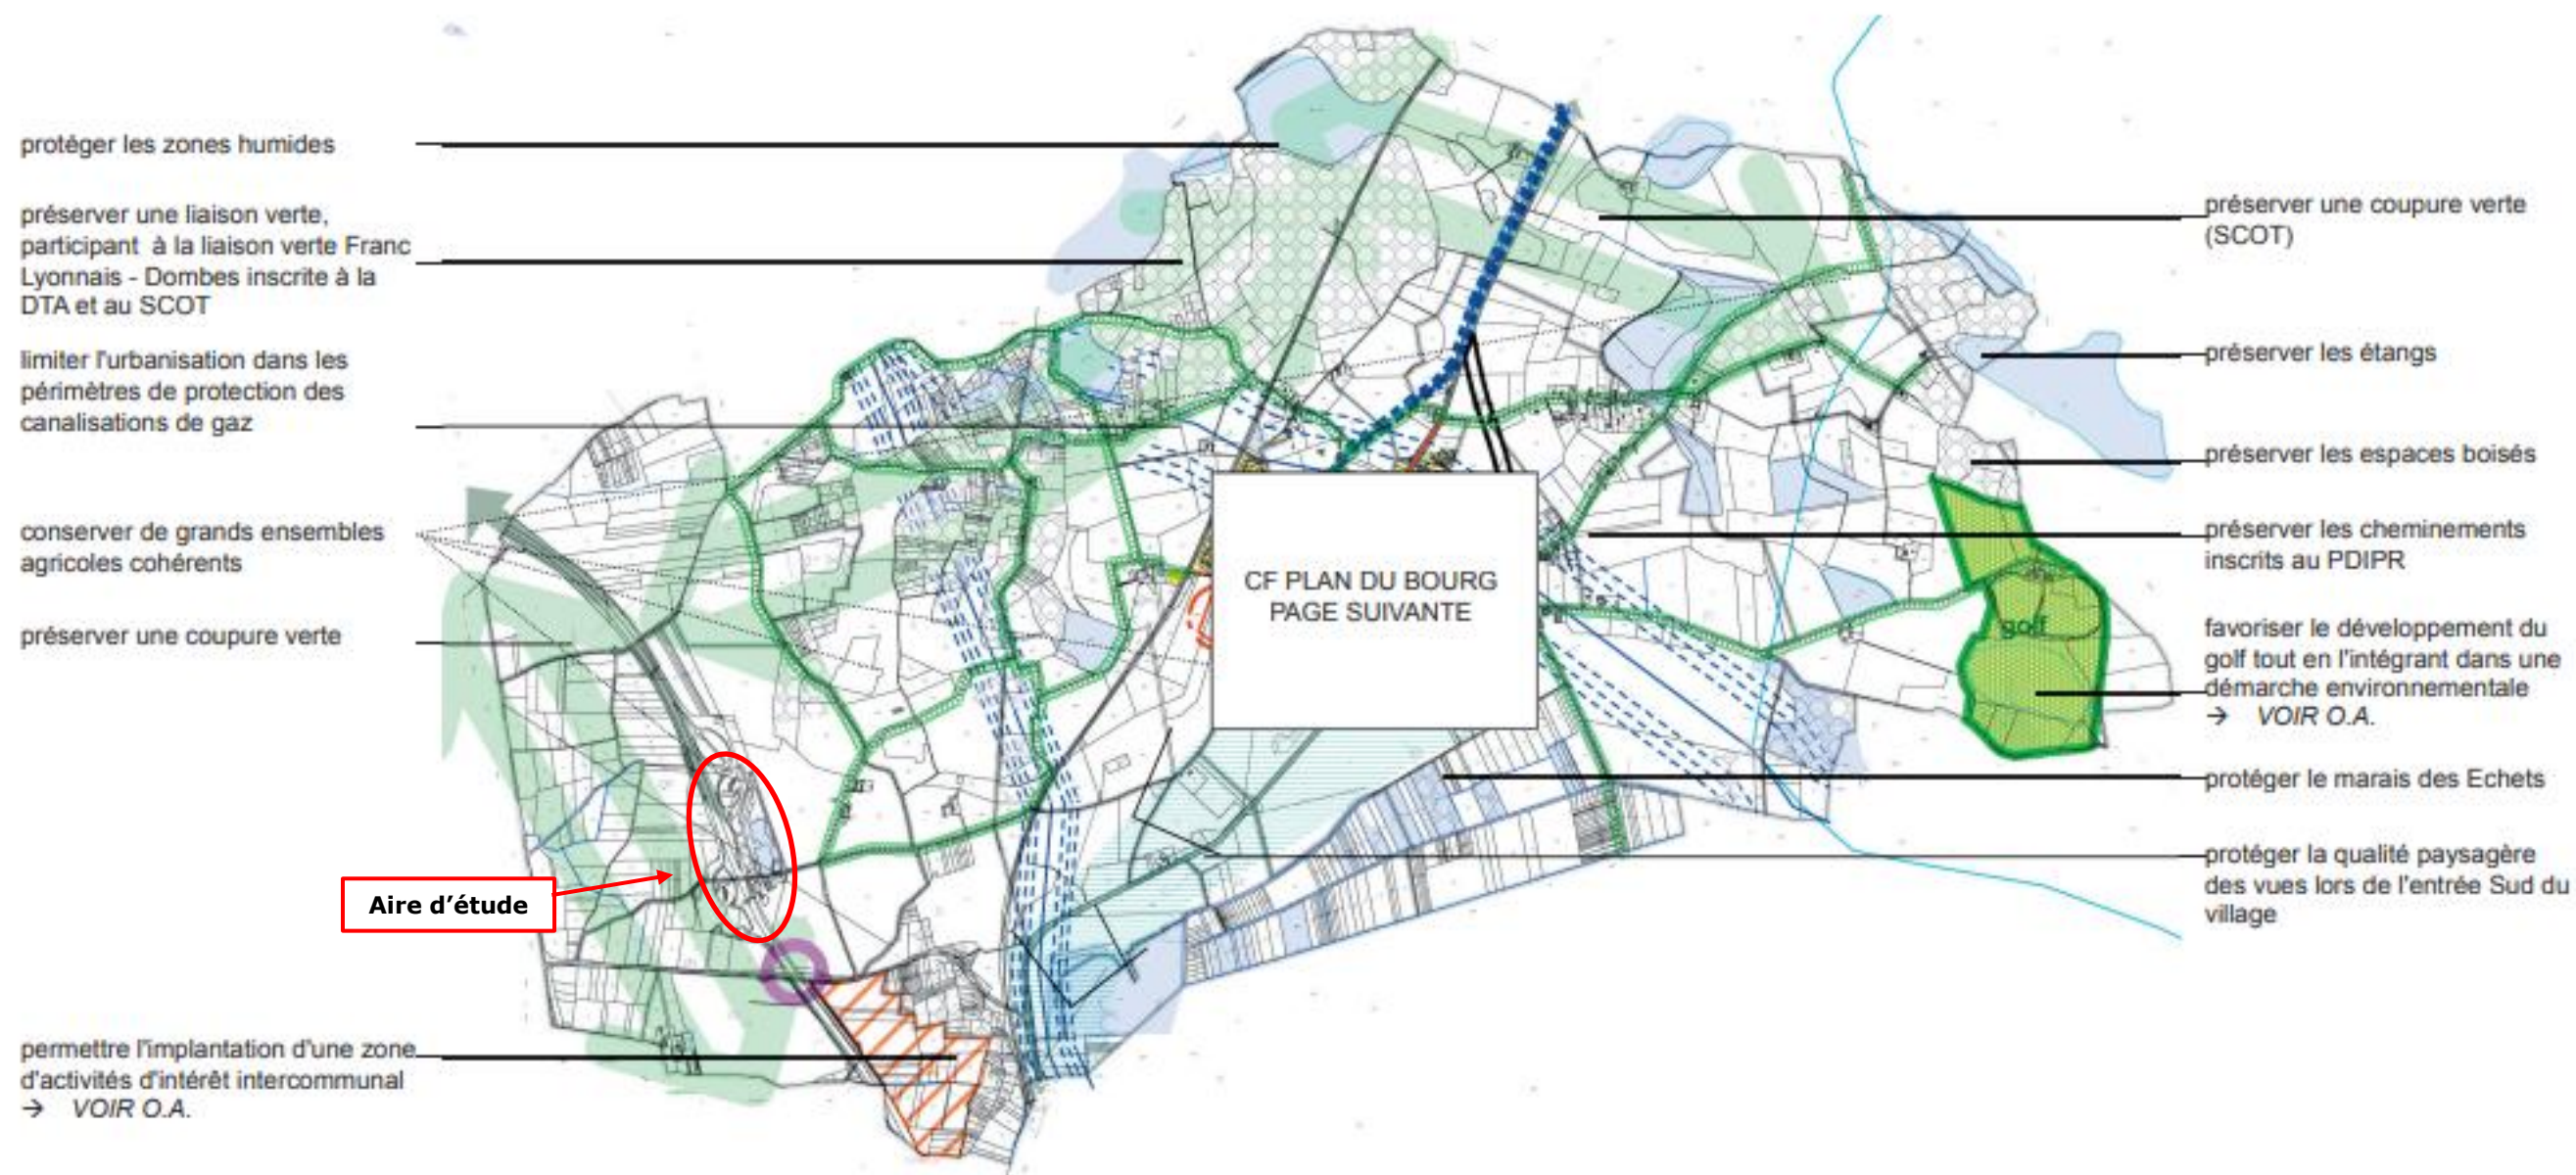 protéger les zones humides
préserver une liaison verte,
participant à la liaison verte Franc
Lyonnais - Dombes inscrite à la
DTA et au SCOT
limiter l'urbanisation dans les
périmètres de protection des
canalisations de gaz
conserver de grands ensembles
agricoles cohérents
préserver une coupure verte
Aire d'étude
permettre l'implantation d'une zone
d'activités d'intérêt intercommunal
→ VOIR O.A.
CF PLAN DU BOURG
PAGE SUIVANTE
golf
préserver une coupure verte
(SCOT)
préserver les étangs
préserver les espaces boisés
préserver les cheminements
inscrits au PDIPR
favoriser le développement du
golf tout en l'intégrant dans une
démarche environnementale
→ VOIR O.A.
protéger le marais des Echets
protéger la qualité paysagère
des vues lors de l'entrée Sud du
village